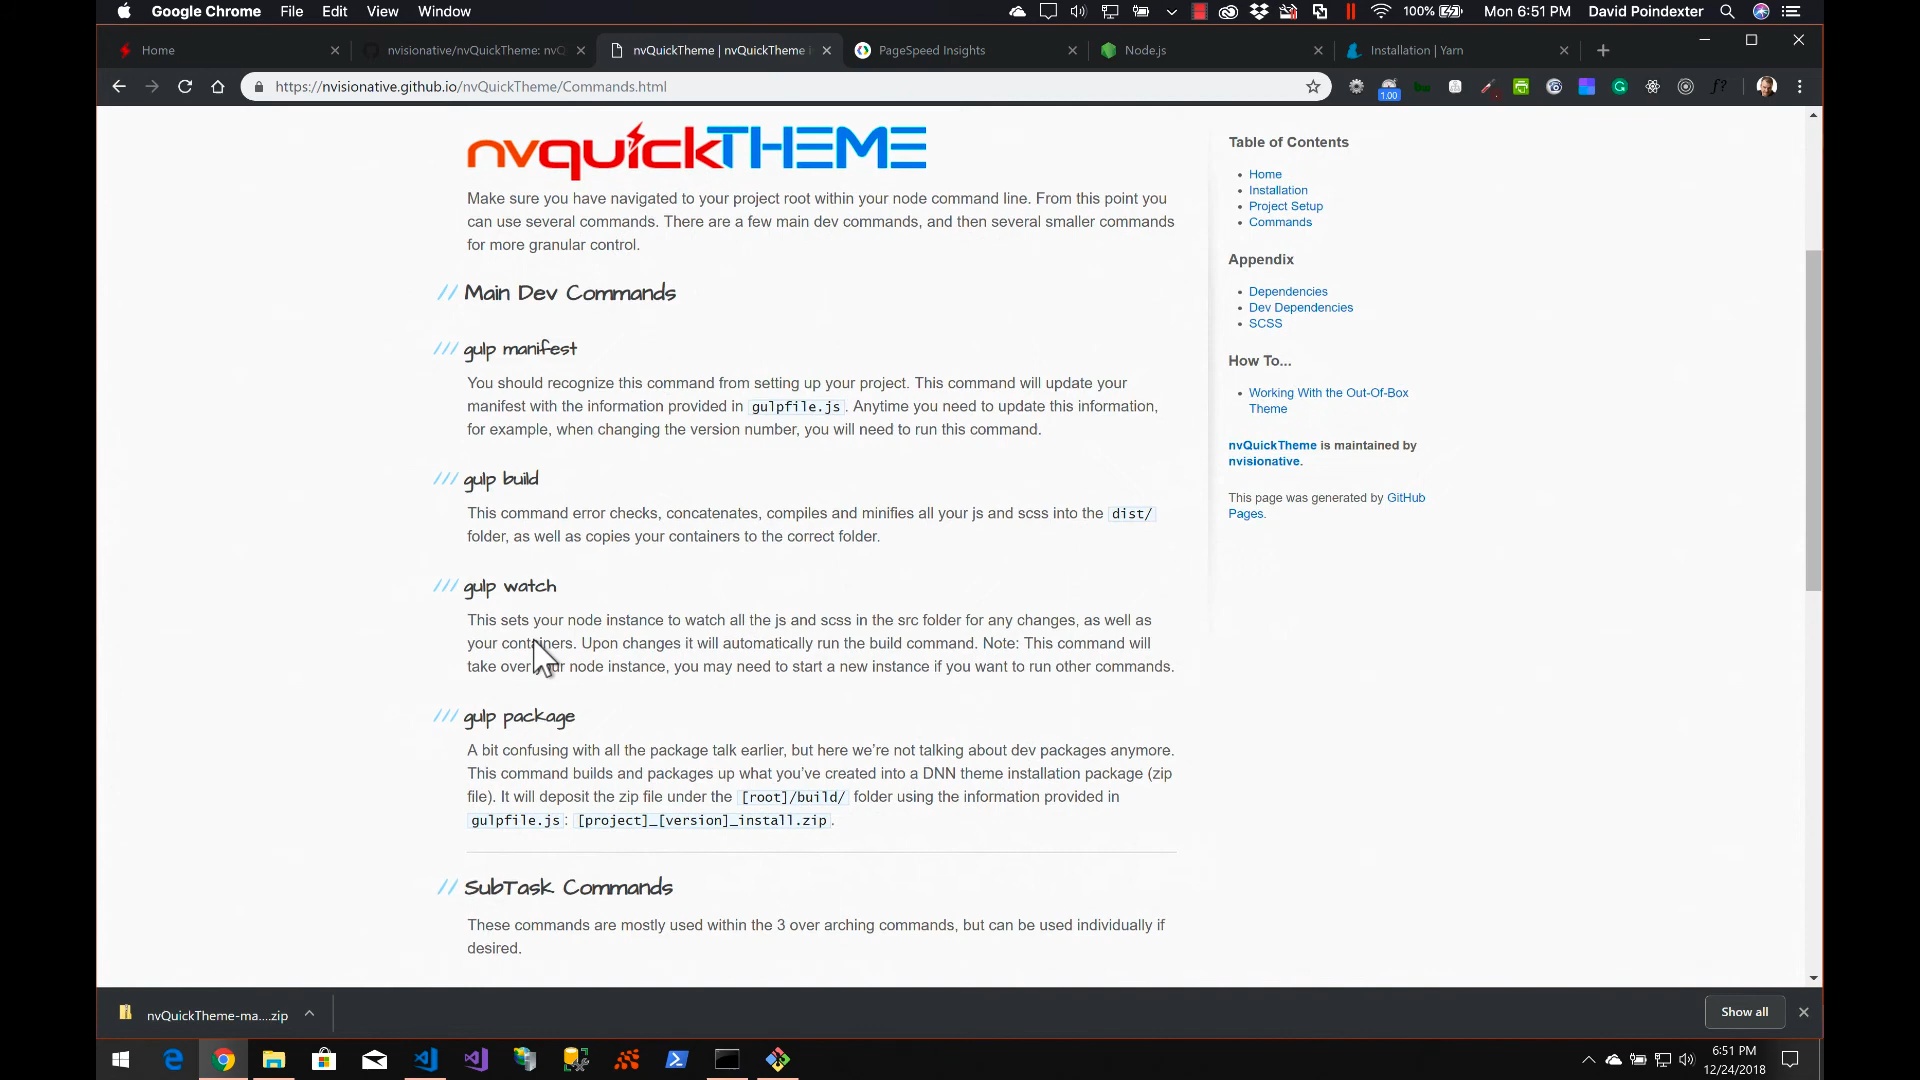 Google Chrome File Edit View Window
100% Mon 6:51 PM David Poindexter
Home
nvisionative/nvQuickTheme: nvQ
nvQuickTheme | nvQuickTheme i
PageSpeed Insights
Node.js
Installation | Yarn
https://nvisionative.github.io/nvQuickTheme/Commands.html
1.00
nvquickTHEME
Make sure you have navigated to your project root within your node command line. From this point you
can use several commands. There are a few main dev commands, and then several smaller commands
for more granular control.
// Main Dev Commands
/// gulp manifest
You should recognize this command from setting up your project. This command will update your
manifest with the information provided in gulpfile.js. Anytime you need to update this information,
for example, when changing the version number, you will need to run this command.
/// gulp build
This command error checks, concatenates, compiles and minifies all your js and scss into the dist/
folder, as well as copies your containers to the correct folder.
/// gulp watch
This sets your node instance to watch all the js and scss in the src folder for any changes, as well as
your containers. Upon changes it will automatically run the build command. Note: This command will
take over your node instance, you may need to start a new instance if you want to run other commands.
/// gulp package
A bit confusing with all the package talk earlier, but here we're not talking about dev packages anymore.
This command builds and packages up what you've created into a DNN theme installation package (zip
file). It will deposit the zip file under the [root]/build/ folder using the information provided in
gulpfile.js: [project]_[version]_install.zip.
// SubTask Commands
These commands are mostly used within the 3 over arching commands, but can be used individually if
desired.
Table of Contents
Home
Installation
Project Setup
Commands
Appendix
Dependencies
Dev Dependencies
SCSS
How To...
Working With the Out-Of-Box
Theme
nvQuickTheme is maintained by
nvisionative.
This page was generated by GitHub
Pages.
nvQuickTheme-ma....zip
Show all
6:51 PM
12/24/2018